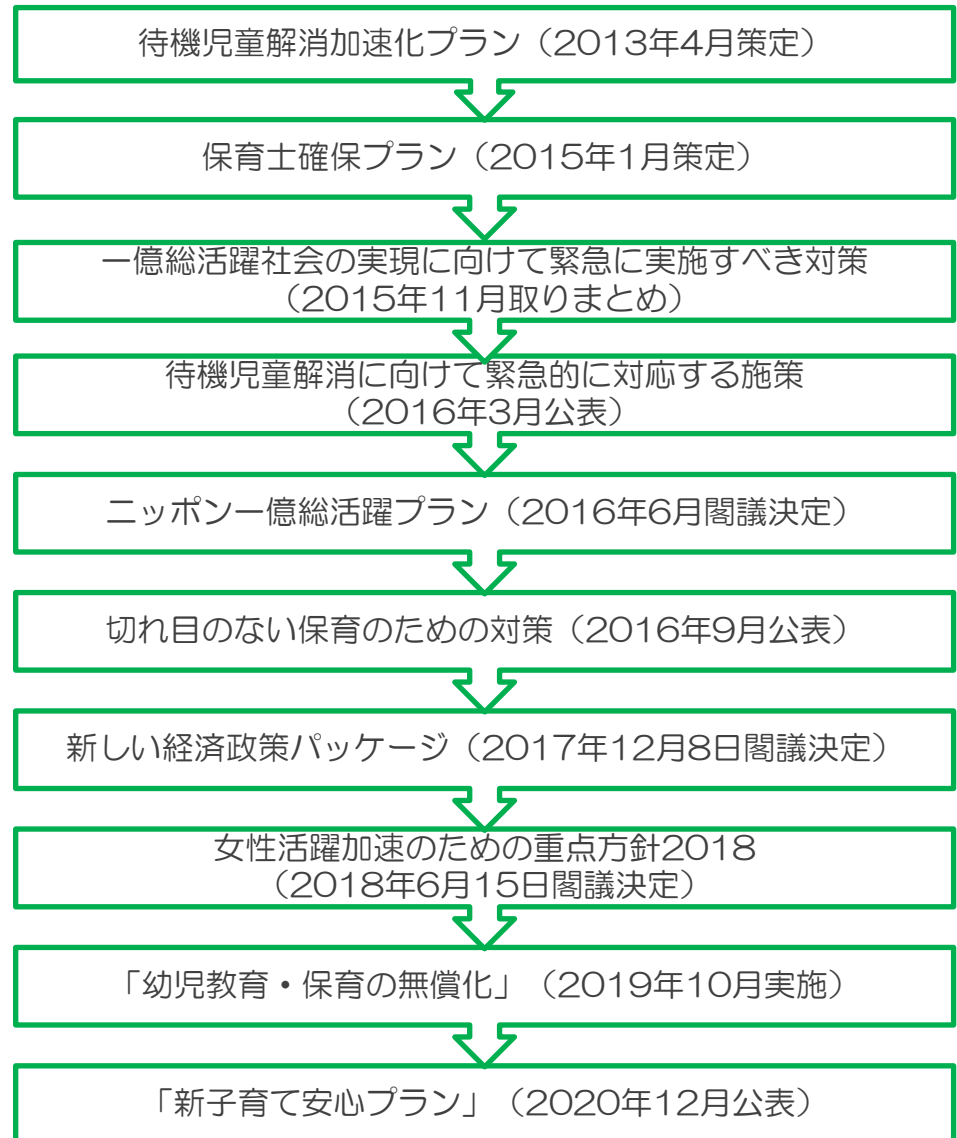 待機児童解消加速化プラン（2013年4月策定）
保育士確保プラン（2015年1月策定）
一億総活躍社会の実現に向けて緊急に実施すべき対策
（2015年11月取りまとめ）
待機児童解消に向けて緊急的に対応する施策
（2016年3月公表）
ニッポン一億総活躍プラン（2016年6月閣議決定）
切れ目のない保育のための対策（2016年9月公表）
新しい経済政策パッケージ（2017年12月8日閣議決定）
女性活躍加速のための重点方針2018
（2018年6月15日閣議決定）
「幼児教育・保育の無償化」（2019年10月実施）
「新子育て安心プラン」（2020年12月公表）